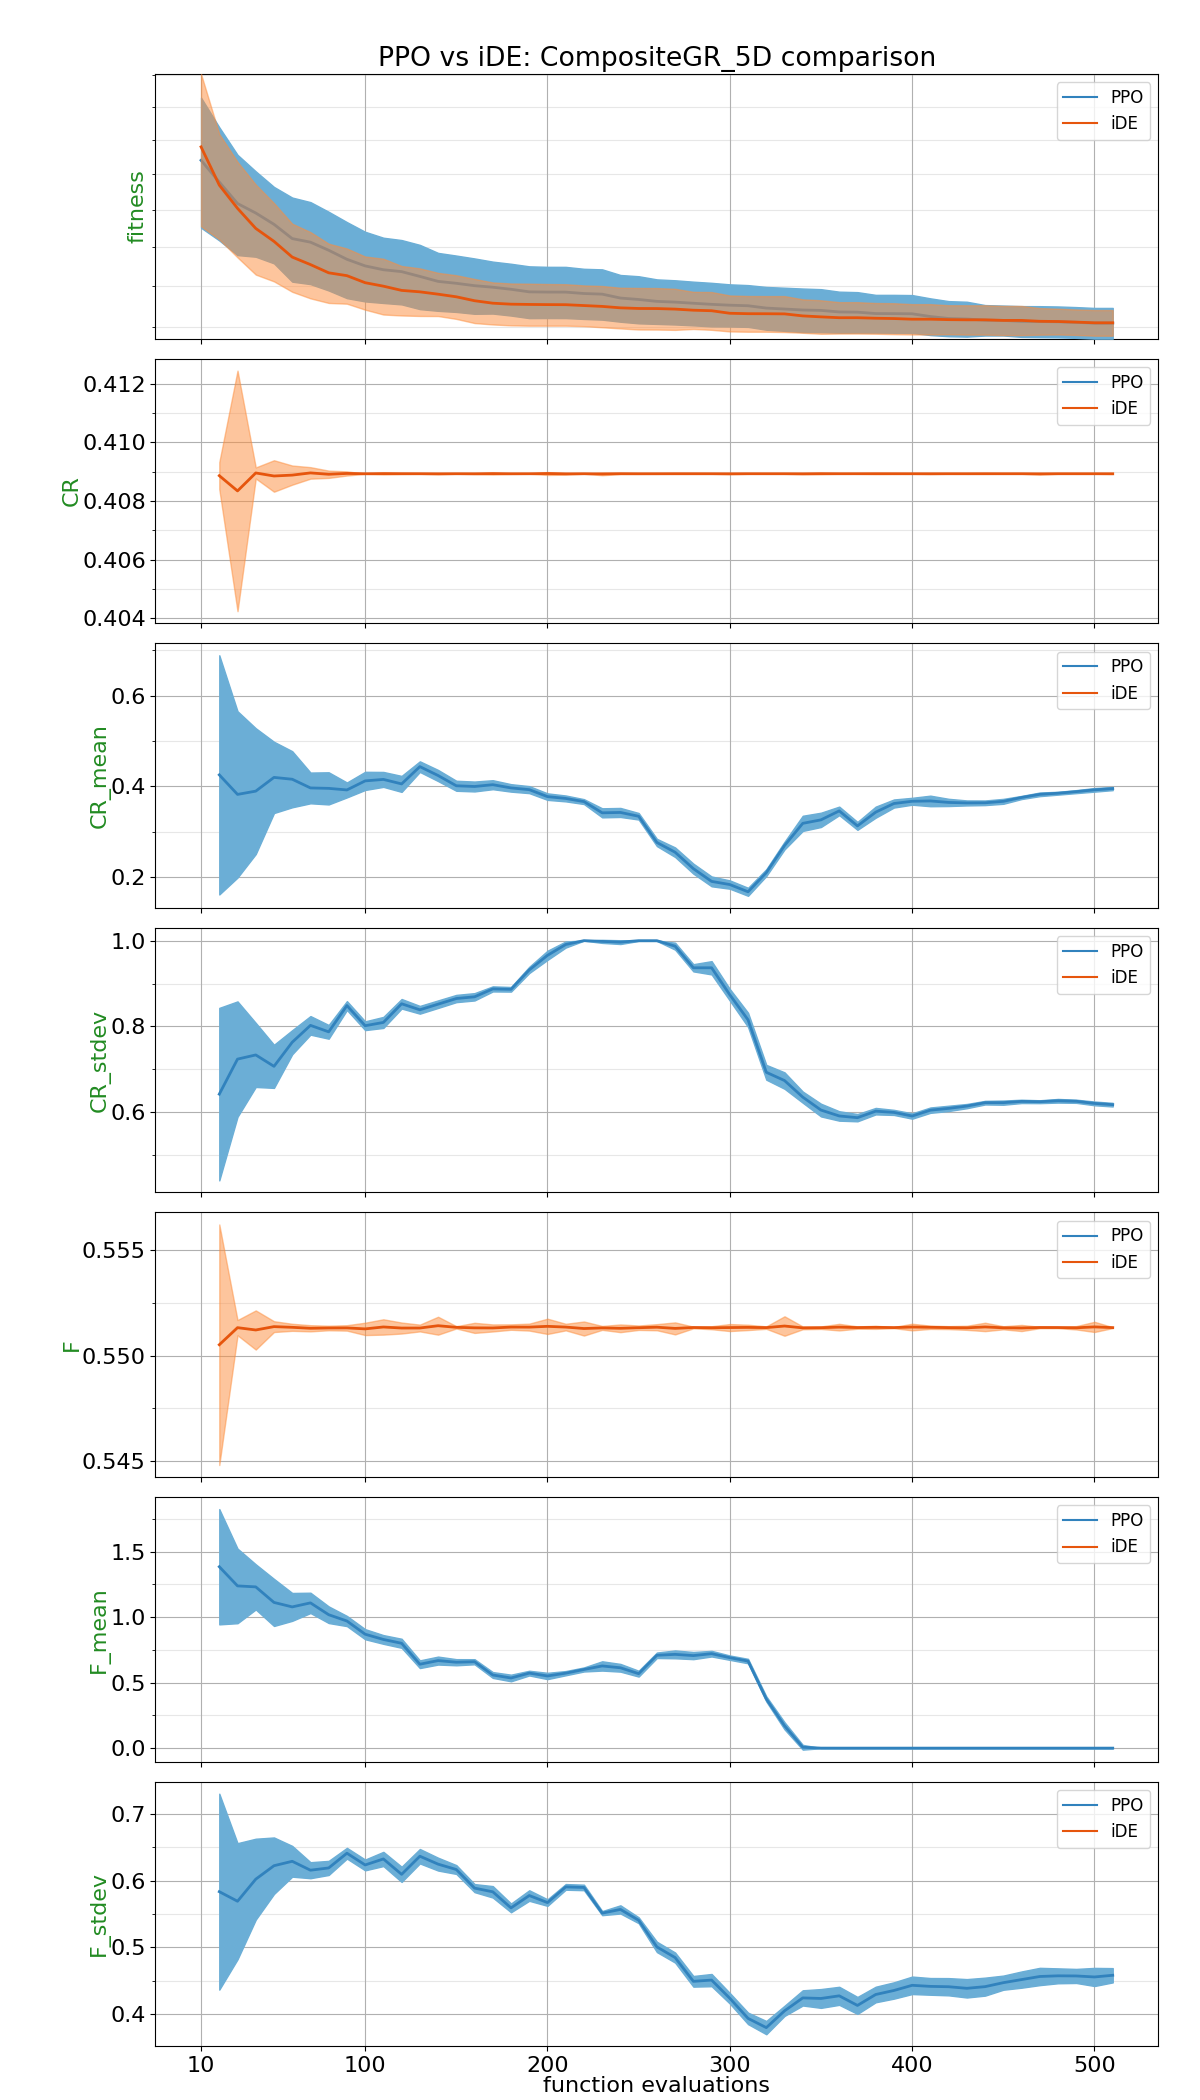 PPO vs iDE: CompositeGR_5D comparison
fitness
PPO
iDE
CR
0.412
0.410
0.408
0.406
0.404
PPO
iDE
CR_mean
0.6
0.4
0.2
PPO
iDE
CR_stdev
1.0
0.8
0.6
PPO
iDE
F
0.555
0.550
0.545
PPO
iDE
F_mean
1.5
1.0
0.5
0.0
PPO
iDE
F_stdev
0.7
0.6
0.5
0.4
PPO
iDE
10 100 200 300 400 500
function evaluations